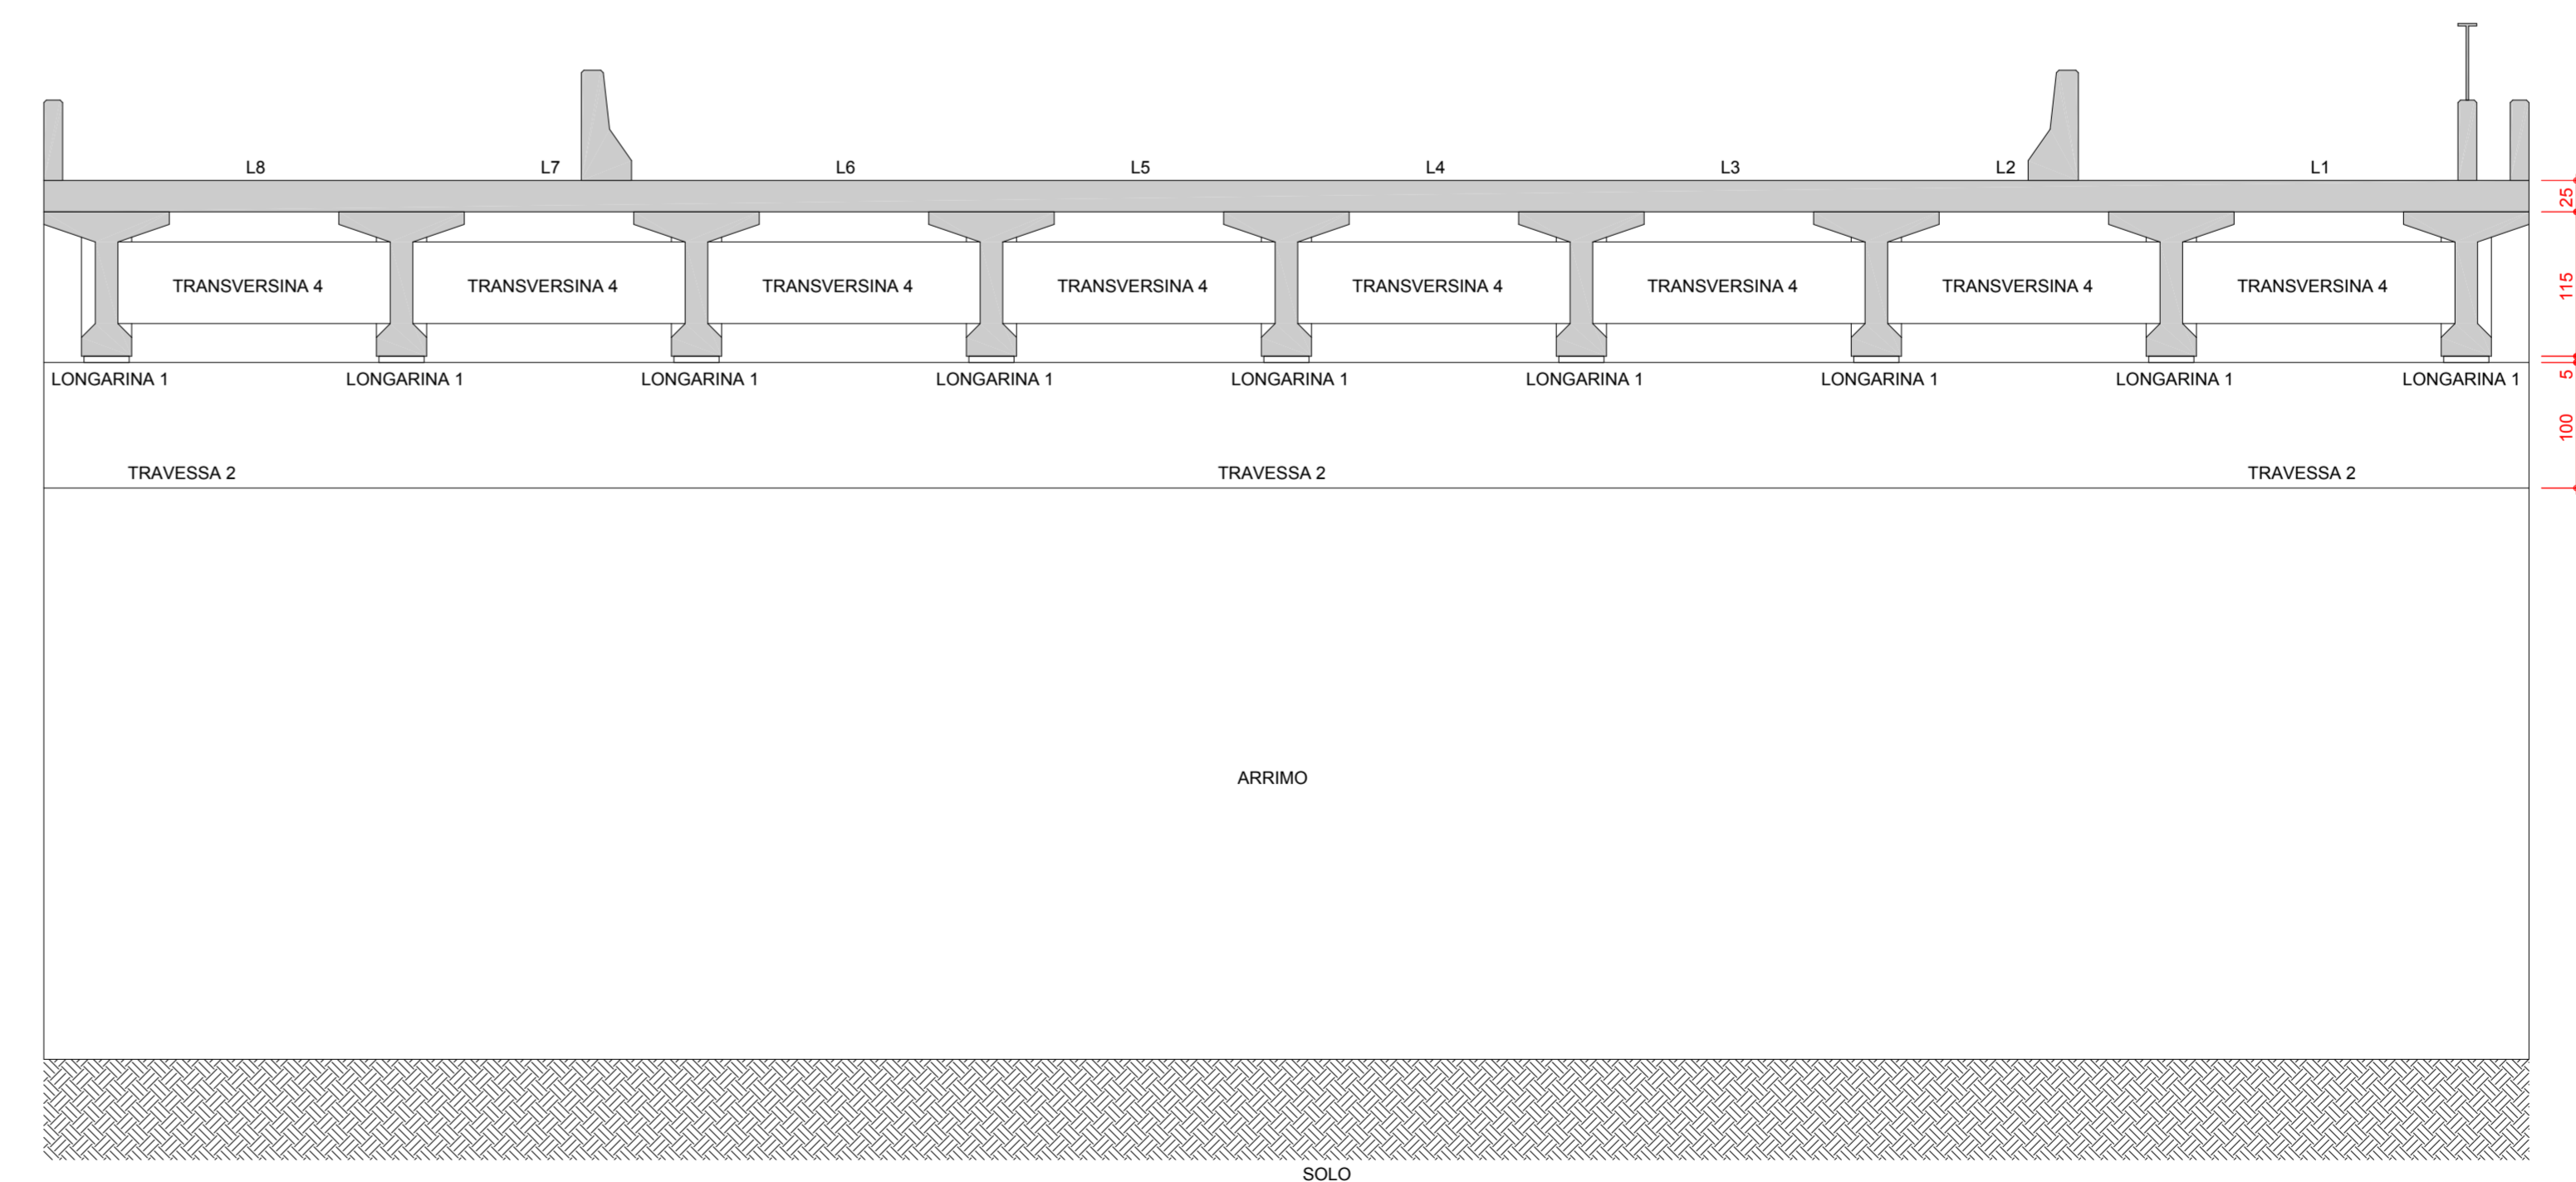 L8 L7 L6 L5 L4 L3 L2 L1
25
TRANSVERSINA 4 TRANSVERSINA 4 TRANSVERSINA 4 TRANSVERSINA 4 TRANSVERSINA 4 TRANSVERSINA 4 TRANSVERSINA 4 TRANSVERSINA 4
115
LONGARINA 1 LONGARINA 1 LONGARINA 1 LONGARINA 1 LONGARINA 1 LONGARINA 1 LONGARINA 1 LONGARINA 1 LONGARINA 1
5
100
TRAVESSA 2 TRAVESSA 2 TRAVESSA 2
ARRIMO
SOLO